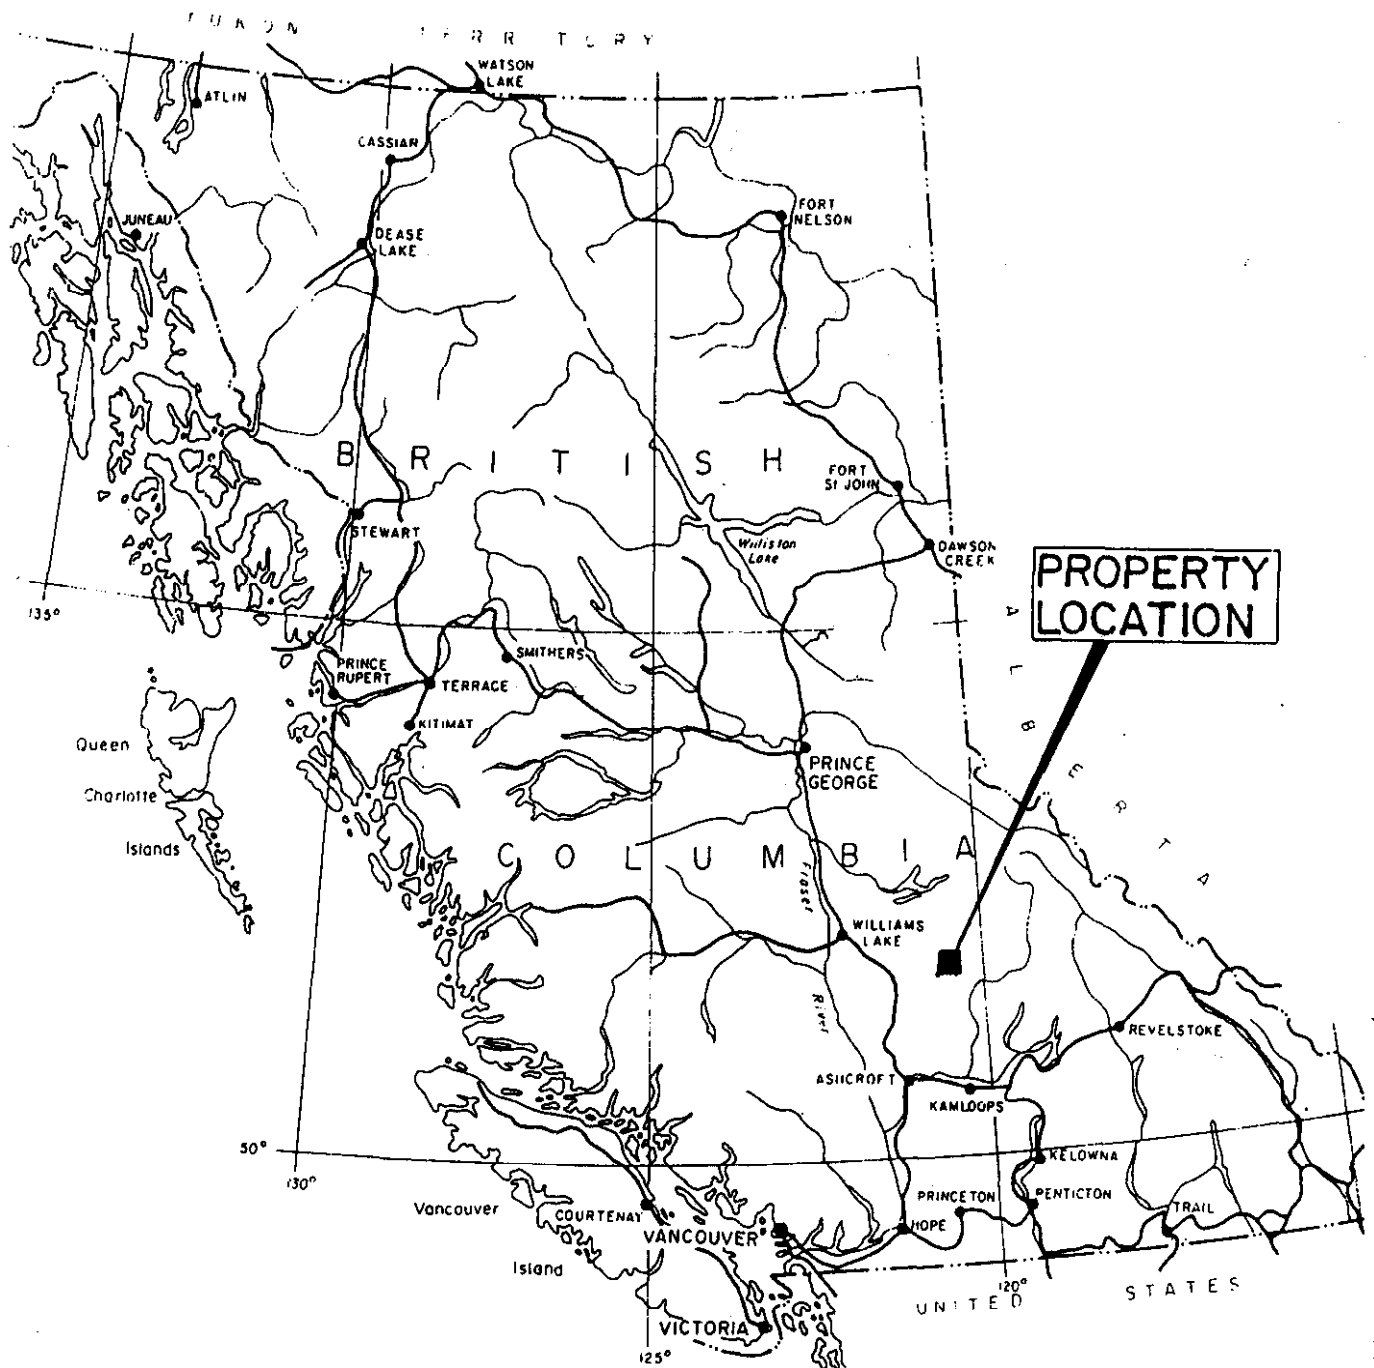 YUKON TERRITORY
WATSON
LAKE
ATLIN
CASSIAR
JUNEAU
FORT
NELSON
DEASE
LAKE
BRITISH
FORT
St JOHN
STEWART
Williston
Lake
DAWSON
CREEK
PROPERTY
LOCATION
135°
ALBERTA
SMITHERS
PRINCE
RUPERT
TERRACE
KITIMAT
Queen
Charlotte
Islands
PRINCE
GEORGE
COLUMBIA
Fraser
River
WILLIAMS
LAKE
REVELSTOKE
ASHCROFT
KAMLOOPS
50°
130°
KELOWNA
Vancouver
Island
COURTENAY
VANCOUVER
PRINCETON
PENTICTON
TRAIL
HOPE
120°
UNITED STATES
VICTORIA
125°